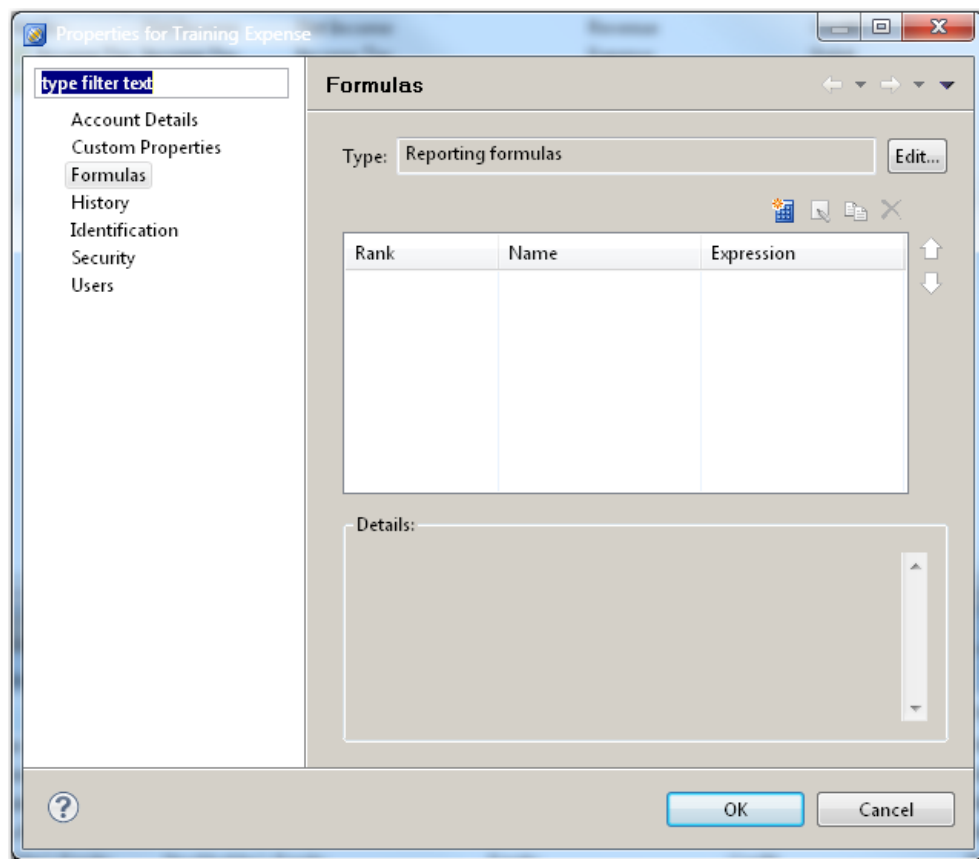 Properties for Training Expense
type filter text
Account Details
Custom Properties
Formulas
History
Identification
Security
Users
Formulas
Type: Reporting formulas Edit...
Rank Name Expression
Details:
OK Cancel